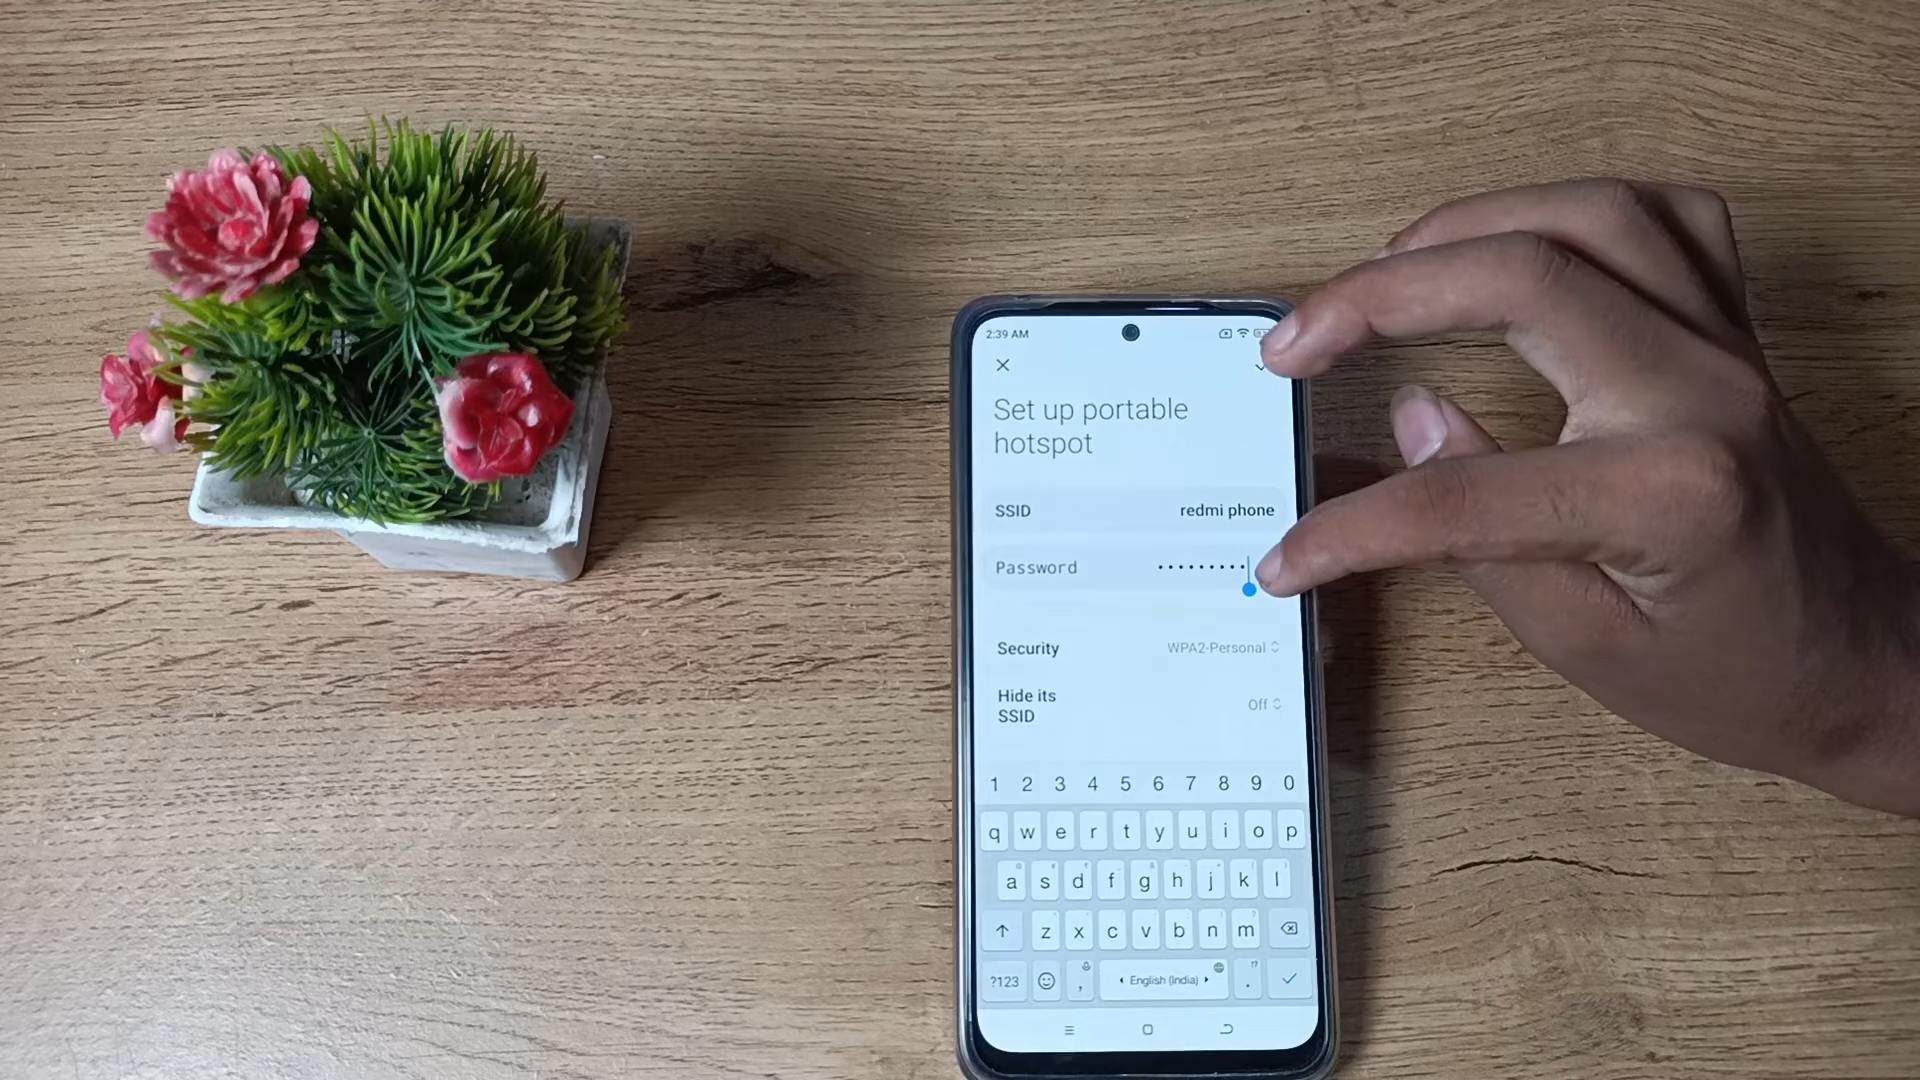 2:39 AM
Set up portable
hotspot
SSID redmi phone
Password •••••••••
Security WPA2-Personal
Hide its
SSID
Off
1 2 3 4 5 6 7 8 9 0
q w e r t y u i o p
a s d f g h j k l
z x c v b n m
?123 , English (India) .